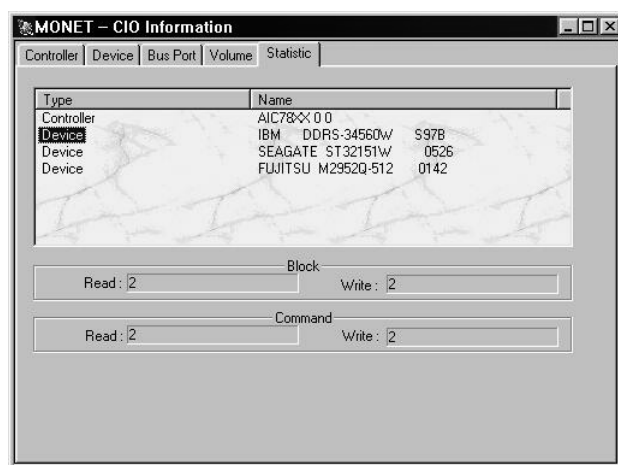 MONET – CIO Information
Controller Device Bus Port Volume Statistic
Type Name
Controller AIC78XX 0 0
Device IBM DDRS-34560W S97B
Device SEAGATE ST32151W 0526
Device FUJITSU M2952Q-512 0142
Block
Read : 2 Write : 2
Command
Read : 2 Write : 2